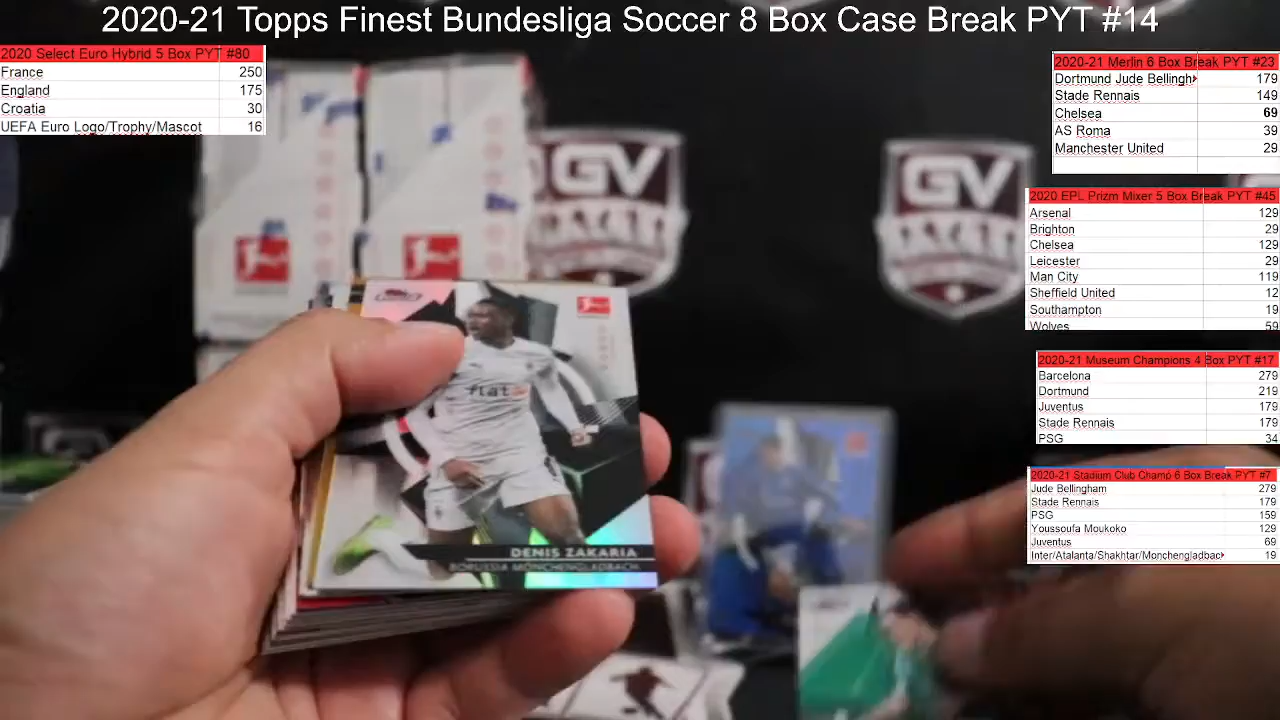 2020-21 Topps Finest Bundesliga Soccer 8 Box Case Break PYT #14
2020 Select Euro Hybrid 5 Box PYT #80
France 250
England 175
Croatia 30
UEFA Euro Logo/Trophy/Mascot 16
2020-21 Merlin 6 Box Break PYT #23
Dortmund Jude Bellingh 179
Stade Rennais 149
Chelsea 69
AS Roma 39
Manchester United 29
2020 EPL Prizm Mixer 5 Box Break PYT #45
Arsenal 129
Brighton 29
Chelsea 129
Leicester 29
Man City 119
Sheffield United 12
Southampton 19
Wolves 59
2020-21 Museum Champions 4 Box PYT #17
Barcelona 279
Dortmund 219
Juventus 179
Stade Rennais 179
PSG 34
2020-21 Stadium Club Champ 6 Box Break PYT #7
Jude Bellingham 279
Stade Rennais 179
PSG 159
Youssoufa Moukoko 129
Juventus 69
Inter/Atalanta/Shakhtar/Monchengladbac 19
GV
GV
flatex
DENIS ZAKARIA
BORUSSIA MÖNCHENGLADBACH